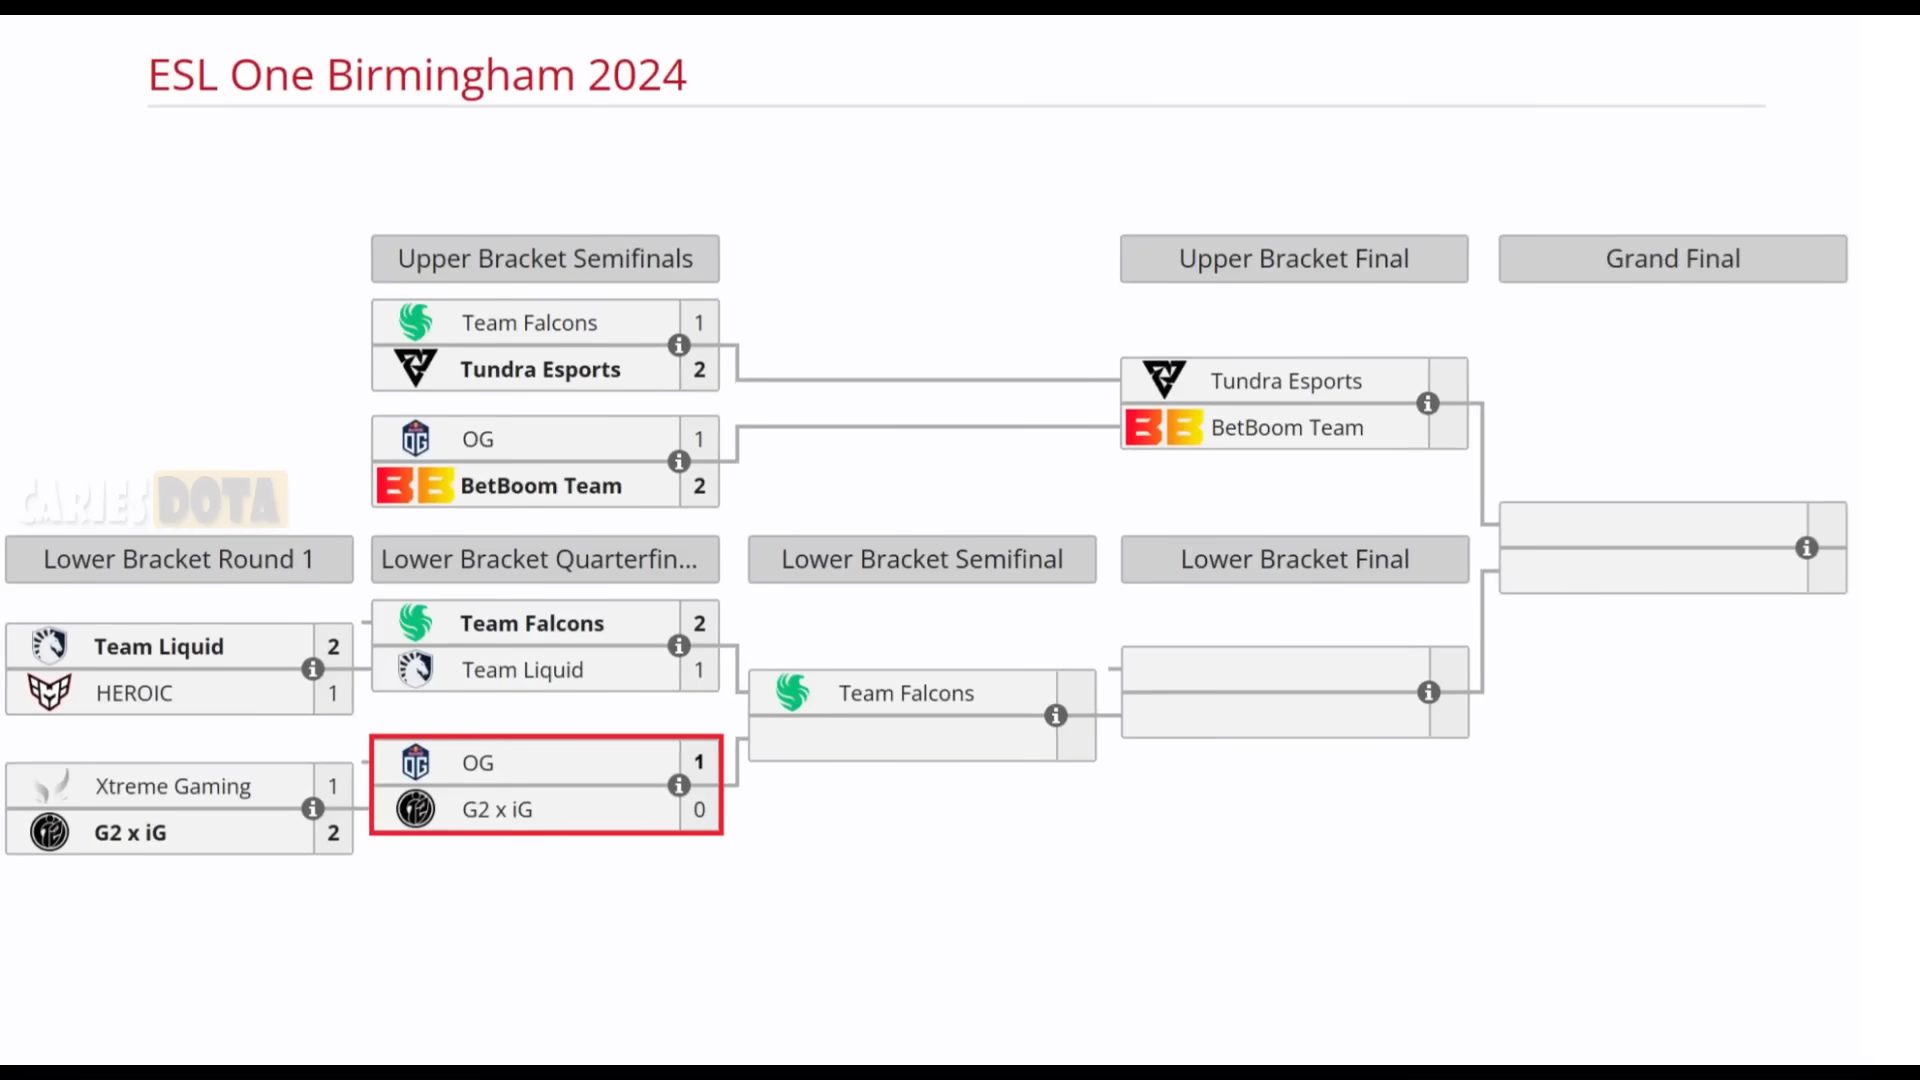 ESL One Birmingham 2024
Upper Bracket Semifinals
Upper Bracket Final
Grand Final
Team Falcons 1
Tundra Esports 2
OG 1
BetBoom Team 2
Tundra Esports
BetBoom Team
CARIES DOTA
Lower Bracket Round 1
Lower Bracket Quarterfin...
Lower Bracket Semifinal
Lower Bracket Final
Team Liquid 2
HEROIC 1
Xtreme Gaming 1
G2 x iG 2
Team Falcons 2
Team Liquid 1
OG 1
G2 x iG 0
Team Falcons